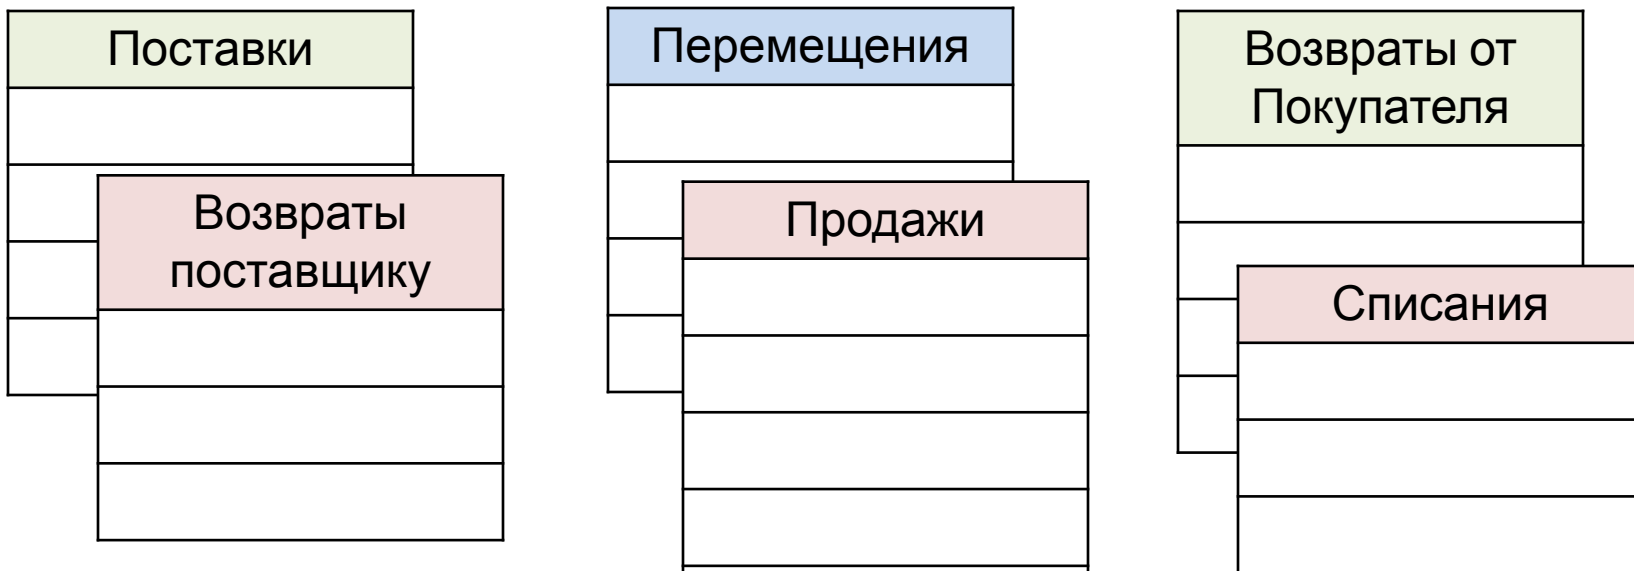 Поставки
Возвраты
поставщику
Перемещения
Продажи
Возвраты от
Покупателя
Списания